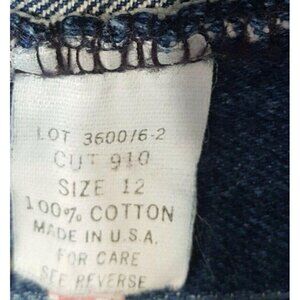 LOT 3600/6-2
CUT 910
SIZE 12
100% COTTON
MADE IN U.S.A.
FOR CARE
SEE REVERSE